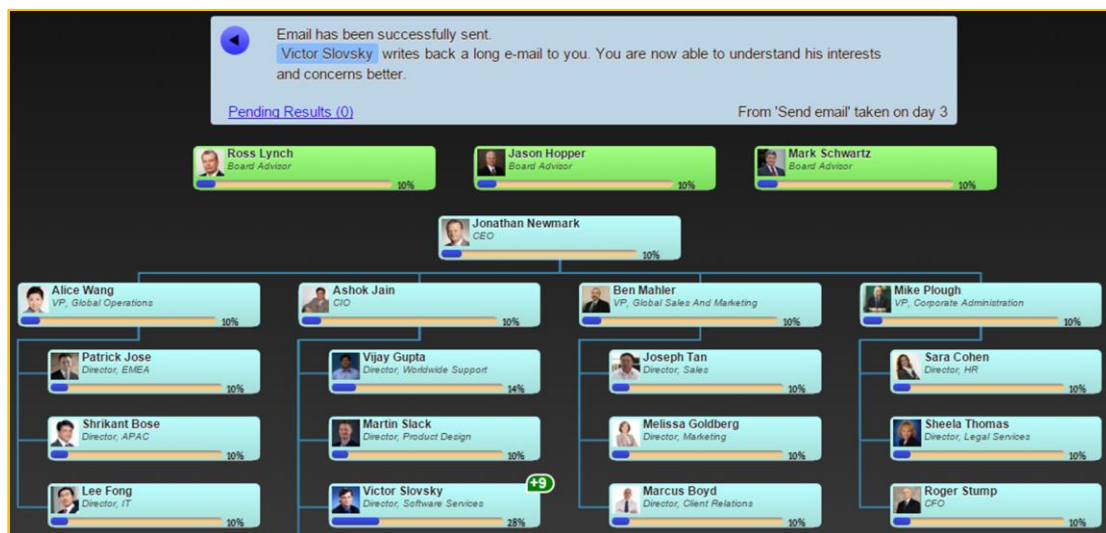 Email has been successfully sent.
Victor Slovsky writes back a long e-mail to you. You are now able to understand his interests
and concerns better.
Pending Results (0) From 'Send email' taken on day 3
Ross Lynch
Board Advisor
10%
Jason Hopper
Board Advisor
10%
Mark Schwartz
Board Advisor
10%
Jonathan Newmark
CEO
10%
Alice Wang
VP, Global Operations
10%
Ashok Jain
CIO
10%
Ben Mahler
VP, Global Sales And Marketing
10%
Mike Plough
VP, Corporate Administration
10%
Patrick Jose
Director, EMEA
10%
Vijay Gupta
Director, Worldwide Support
14%
Joseph Tan
Director, Sales
10%
Sara Cohen
Director, HR
10%
Shrikant Bose
Director, APAC
10%
Martin Slack
Director, Product Design
10%
Melissa Goldberg
Director, Marketing
10%
Sheela Thomas
Director, Legal Services
10%
Lee Fong
Director, IT
10%
+9
Victor Slovsky
Director, Software Services
28%
Marcus Boyd
Director, Client Relations
10%
Roger Stump
CFO
10%